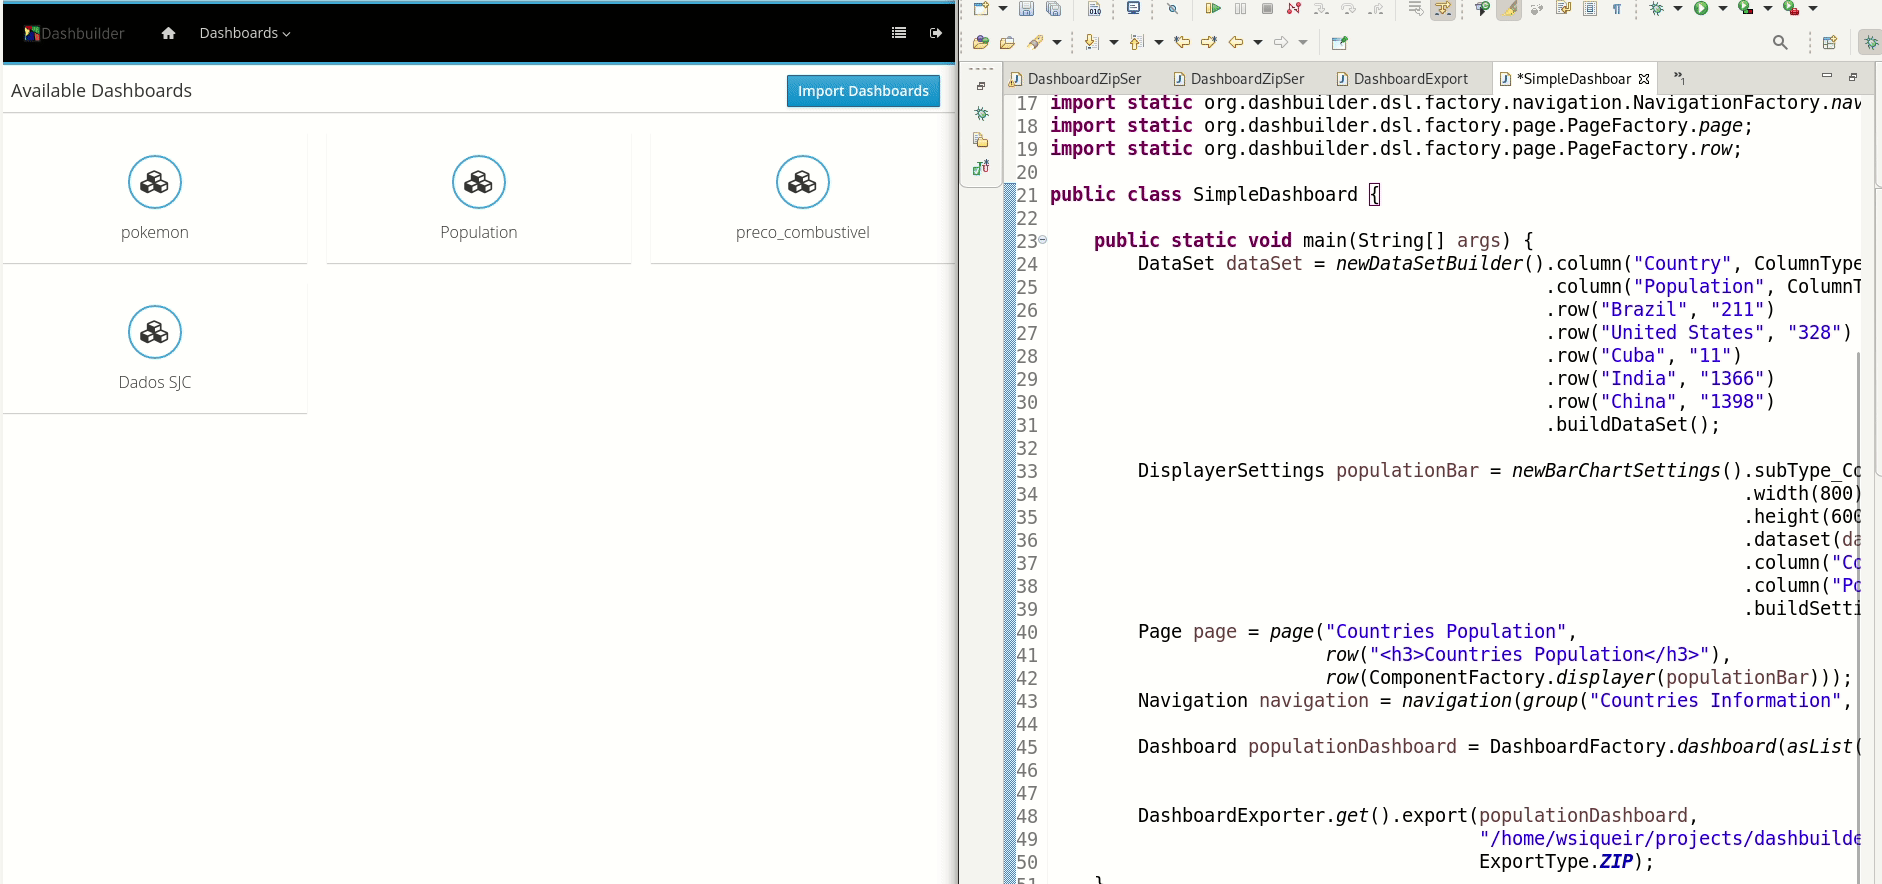 Dashbuilder
Dashboards
Available Dashboards
Import Dashboards
pokemon
Population
preco_combustivel
Dados SJC
010
DashboardZipSer
DashboardZipSer
DashboardExport
*SimpleDashboar
»1
17 import static org.dashbuilder.dsl.factory.navigation.NavigationFactory.nav
18 import static org.dashbuilder.dsl.factory.page.PageFactory.page;
19 import static org.dashbuilder.dsl.factory.page.PageFactory.row;
20
21 public class SimpleDashboard {
22
23 public static void main(String[] args) {
24 DataSet dataSet = newDataSetBuilder().column("Country", ColumnType
25 .column("Population", ColumnT
26 .row("Brazil", "211")
27 .row("United States", "328")
28 .row("Cuba", "11")
29 .row("India", "1366")
30 .row("China", "1398")
31 .buildDataSet();
32
33 DisplayerSettings populationBar = newBarChartSettings().subType_Co
34 .width(800)
35 .height(600
36 .dataset(da
37 .column("Co
38 .column("Po
39 .buildSetti
40 Page page = page("Countries Population",
41 row("<h3>Countries Population</h3>"),
42 row(ComponentFactory.displayer(populationBar)));
43 Navigation navigation = navigation(group("Countries Information",
44
45 Dashboard populationDashboard = DashboardFactory.dashboard(asList(
46
47
48 DashboardExporter.get().export(populationDashboard,
49 "/home/wsiqueir/projects/dashbuilde
50 ExportType.ZIP);
51 }